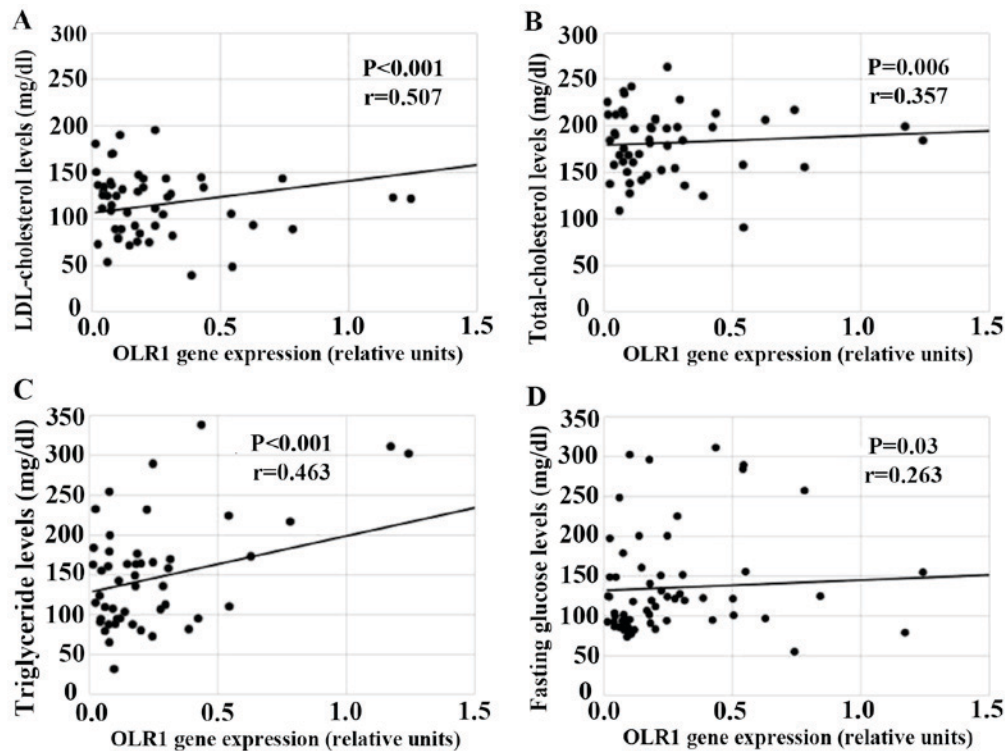 A
LDL-cholesterol levels (mg/dl)
300
250
200
150
100
50
0
P<0.001
r=0.507
0.0 0.5 1.0 1.5
OLR1 gene expression (relative units)
B
Total-cholesterol levels (mg/dl)
300
250
200
150
100
50
0
P=0.006
r=0.357
0.0 0.5 1.0 1.5
OLR1 gene expression (relative units)
C
Triglyceride levels (mg/dl)
350
300
250
200
150
100
50
0
P<0.001
r=0.463
0.0 0.5 1.0 1.5
OLR1 gene expression (relative units)
D
Fasting glucose levels (mg/dl)
350
300
250
200
150
100
50
0
P=0.03
r=0.263
0.0 0.5 1.0 1.5
OLR1 gene expression (relative units)